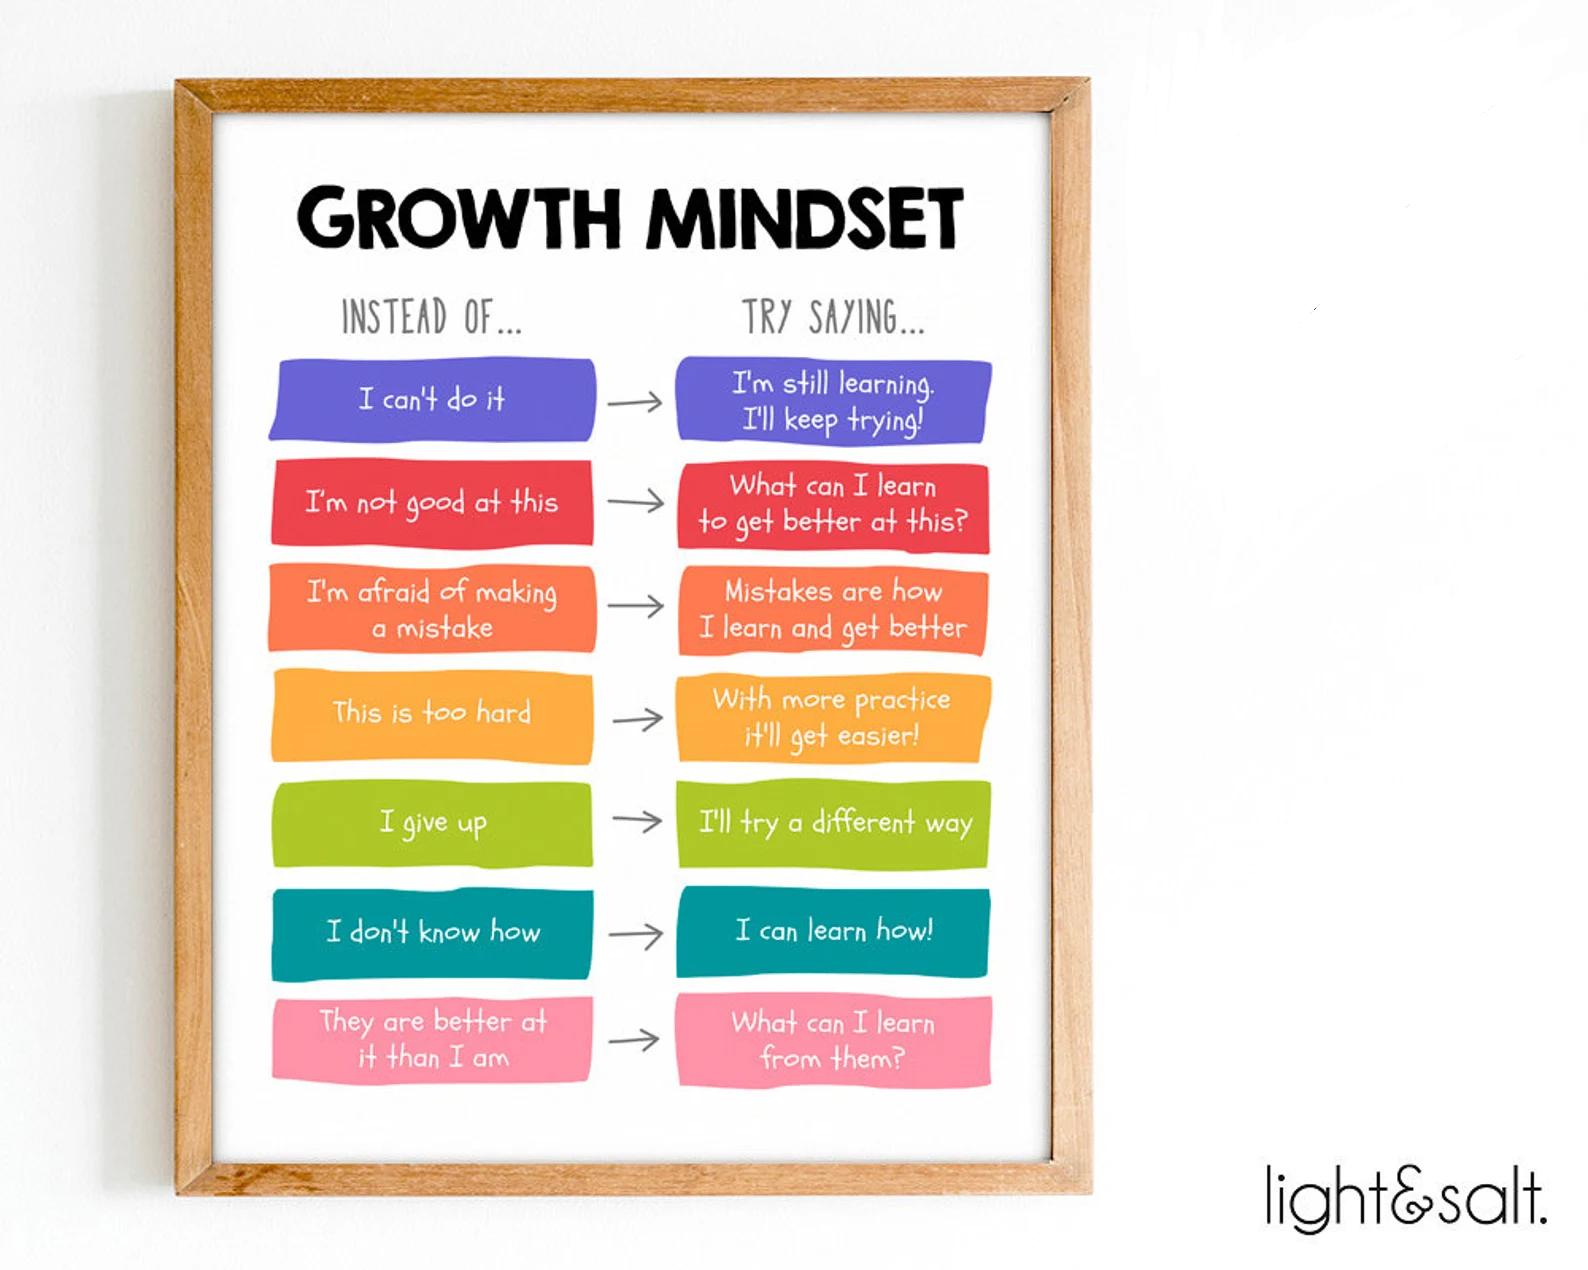 GROWTH MINDSET
INSTEAD OF...
TRY SAYING...
I can't do it
I'm still learning.
I'll keep trying!
I'm not good at this
What can I learn
to get better at this?
I'm afraid of making
a mistake
Mistakes are how
I learn and get better
This is too hard
With more practice
it'll get easier!
I give up
I'll try a different way
I don't know how
I can learn how!
They are better at
it than I am
What can I learn
from them?
light&salt.